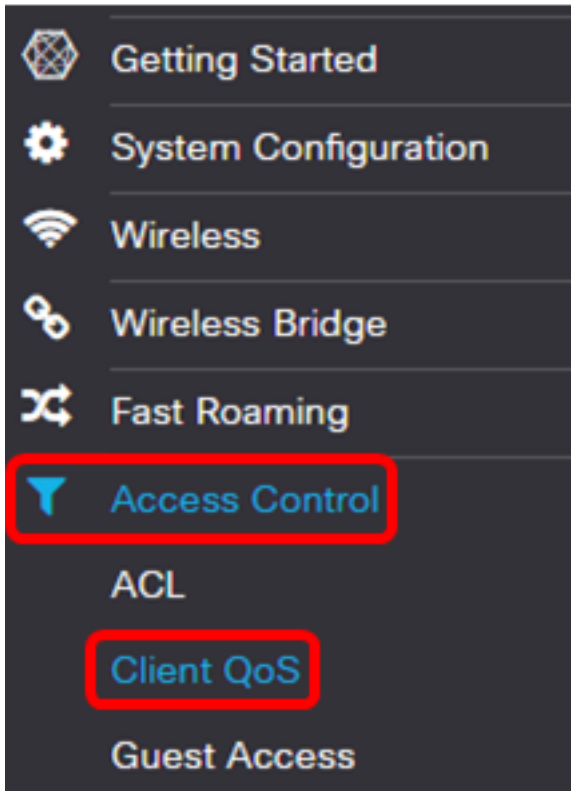 Getting Started
System Configuration
Wireless
Wireless Bridge
Fast Roaming
Access Control
ACL
Client QoS
Guest Access